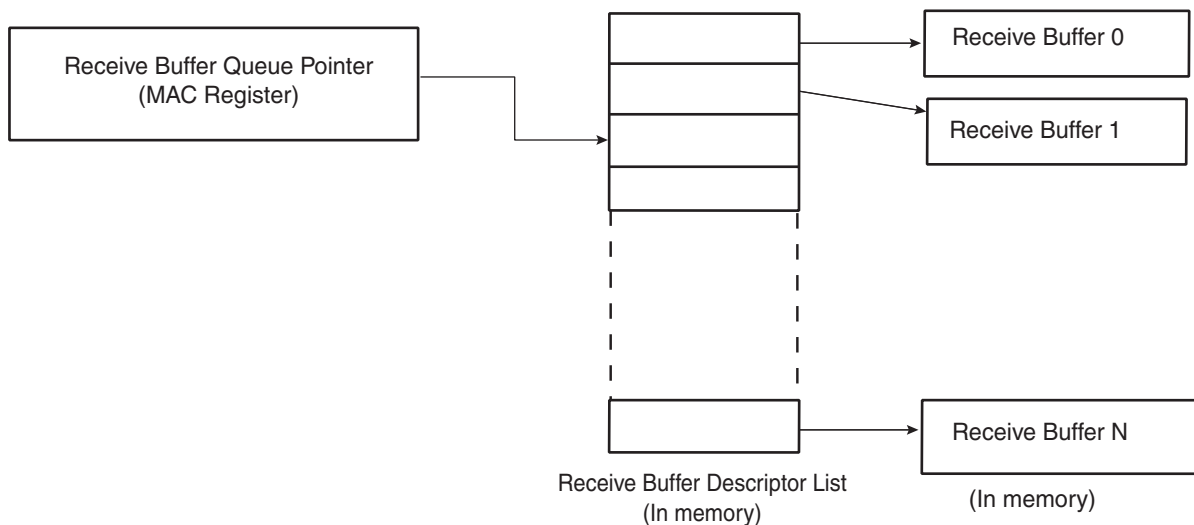 Receive Buffer Queue Pointer
(MAC Register)
Receive Buffer 0
Receive Buffer 1
Receive Buffer N
Receive Buffer Descriptor List
(In memory)
(In memory)